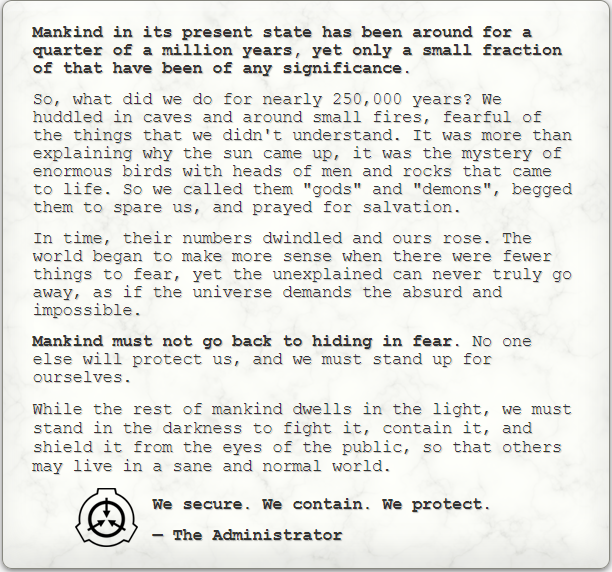 Mankind in its present state has been around for a
quarter of a million years, yet only a small fraction
of that have been of any significance.
So, what did we do for nearly 250,000 years? We
huddled in caves and around small fires, fearful of
the things that we didn't understand. It was more than
explaining why the sun came up, it was the mystery of
enormous birds with heads of men and rocks that came
to life. So we called them "gods" and "demons", begged
them to spare us, and prayed for salvation.
In time, their numbers dwindled and ours rose. The
world began to make more sense when there were fewer
things to fear, yet the unexplained can never truly go
away, as if the universe demands the absurd and
impossible.
Mankind must not go back to hiding in fear. No one
else will protect us, and we must stand up for
ourselves.
While the rest of mankind dwells in the light, we must
stand in the darkness to fight it, contain it, and
shield it from the eyes of the public, so that others
may live in a sane and normal world.
We secure. We contain. We protect.
— The Administrator